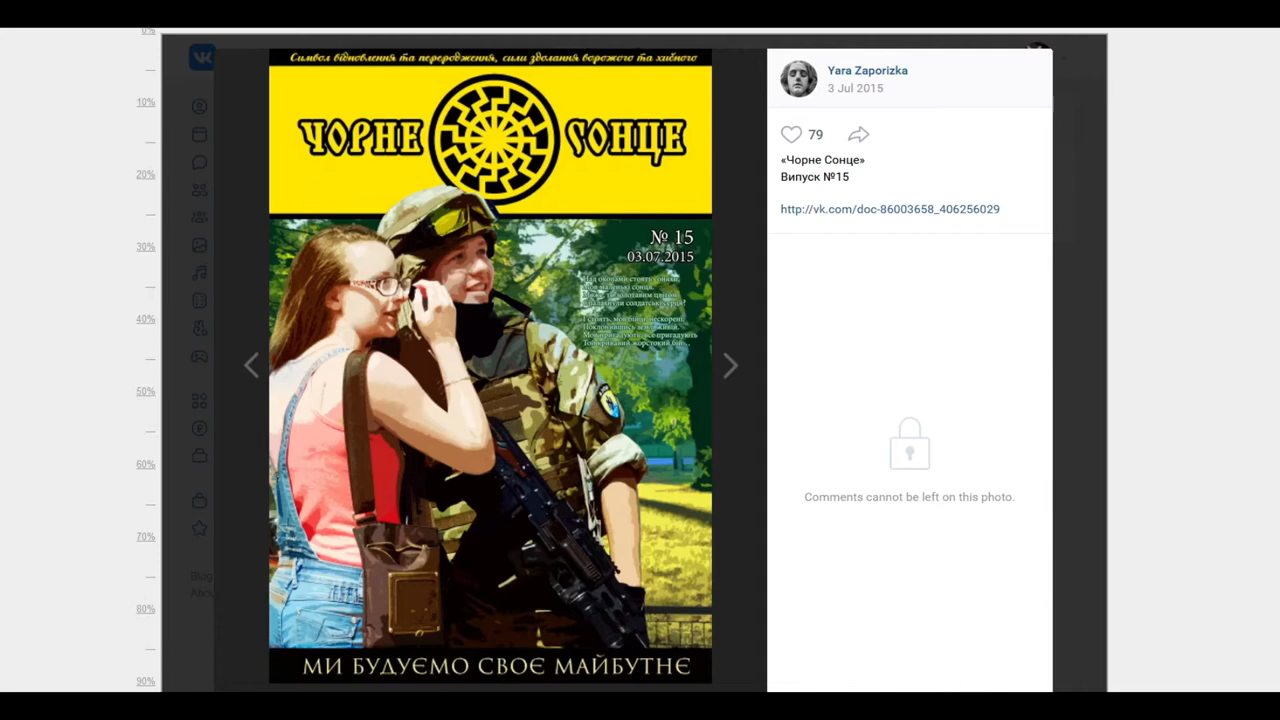 0%
10%
20%
30%
40%
50%
60%
70%
80%
90%
Символ відновлення та переродження, сили здолання ворожого та хибного
ЧОРНЕ СОНЦЕ
№ 15
03.07.2015
МИ БУДУЄМО СВОЄ МАЙБУТНЄ
Yara Zaporizka
3 Jul 2015
79
«Чорне Сонце»
Випуск №15
http://vk.com/doc-86003658_406256029
Comments cannot be left on this photo.
Blog